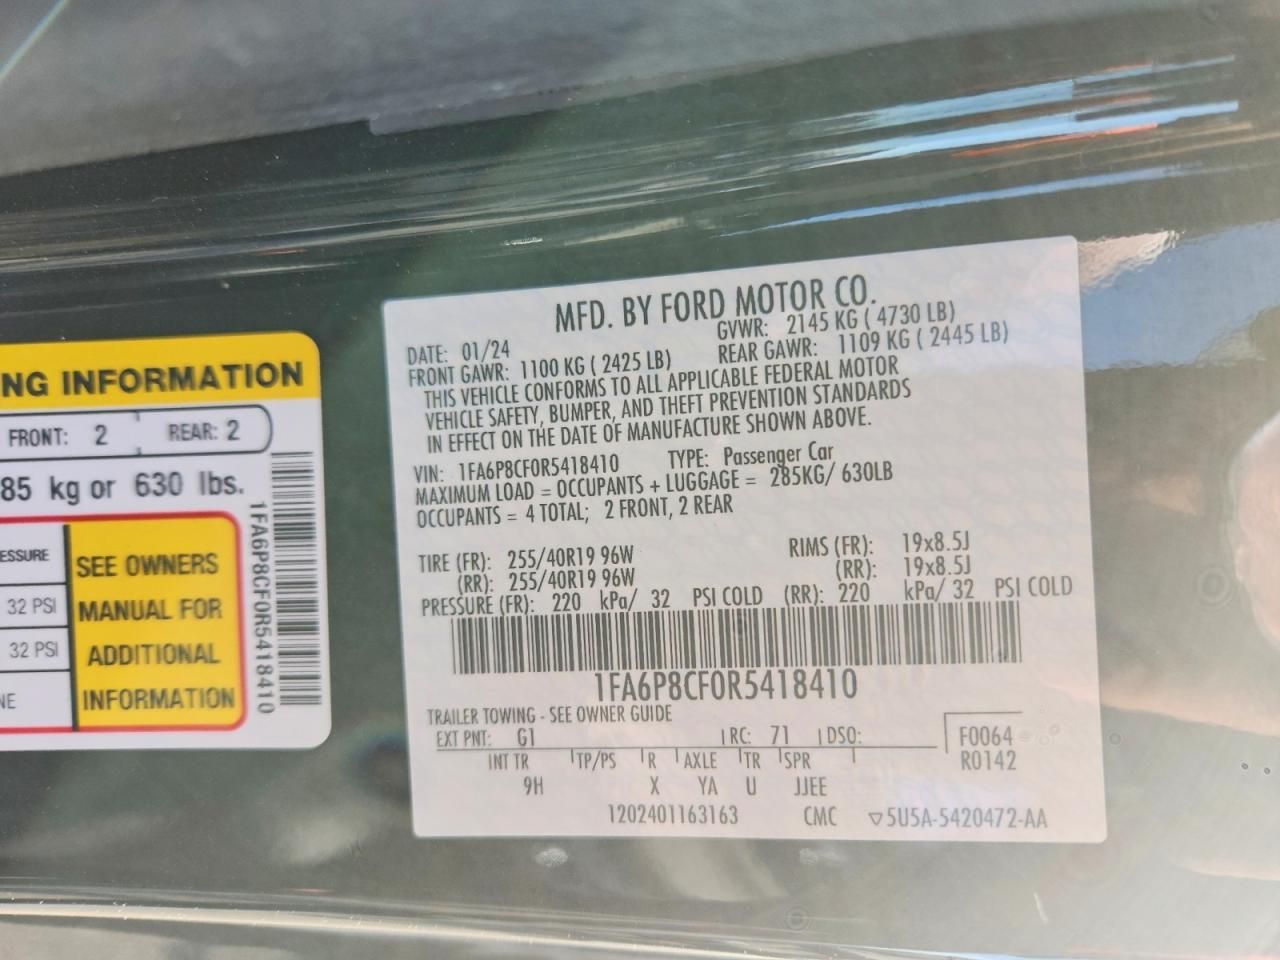 NG INFORMATION
FRONT: 2 REAR: 2
85 kg or 630 lbs.
ESSURE
32 PSI
32 PSI
NE
SEE OWNERS
MANUAL FOR
ADDITIONAL
INFORMATION
1FA6P8CF0R5418410
MFD. BY FORD MOTOR CO.
DATE: 01/24 GVWR: 2145 KG ( 4730 LB)
FRONT GAWR: 1100 KG ( 2425 LB) REAR GAWR: 1109 KG ( 2445 LB)
THIS VEHICLE CONFORMS TO ALL APPLICABLE FEDERAL MOTOR
VEHICLE SAFETY, BUMPER, AND THEFT PREVENTION STANDARDS
IN EFFECT ON THE DATE OF MANUFACTURE SHOWN ABOVE.
VIN: 1FA6P8CF0R5418410 TYPE: Passenger Car
MAXIMUM LOAD = OCCUPANTS + LUGGAGE = 285KG/ 630LB
OCCUPANTS = 4 TOTAL; 2 FRONT, 2 REAR
TIRE (FR): 255/40R19 96W RIMS (FR): 19x8.5J
(RR): 255/40R19 96W (RR): 19x8.5J
PRESSURE (FR): 220 kPa/ 32 PSI COLD (RR): 220 kPa/ 32 PSI COLD
1FA6P8CF0R5418410
TRAILER TOWING - SEE OWNER GUIDE
EXT PNT: G1 RC: 71 DSO: F0064
INT TR TP/PS R AXLE TR SPR R0142
9H X YA U JJEE
1202401163163 CMC ▽5U5A-5420472-AA